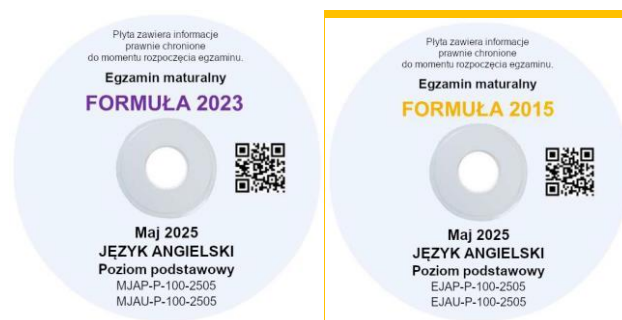 Płyta zawiera informacje
prawnie chronione
do momentu rozpoczęcia egzaminu.
Egzamin maturalny
FORMUŁA 2023
Maj 2025
JĘZYK ANGIELSKI
Poziom podstawowy
MJAP-P-100-2505
MJAU-P-100-2505
Płyta zawiera informacje
prawnie chronione
do momentu rozpoczęcia egzaminu.
Egzamin maturalny
FORMUŁA 2015
Maj 2025
JĘZYK ANGIELSKI
Poziom podstawowy
EJAP-P-100-2505
EJAU-P-100-2505